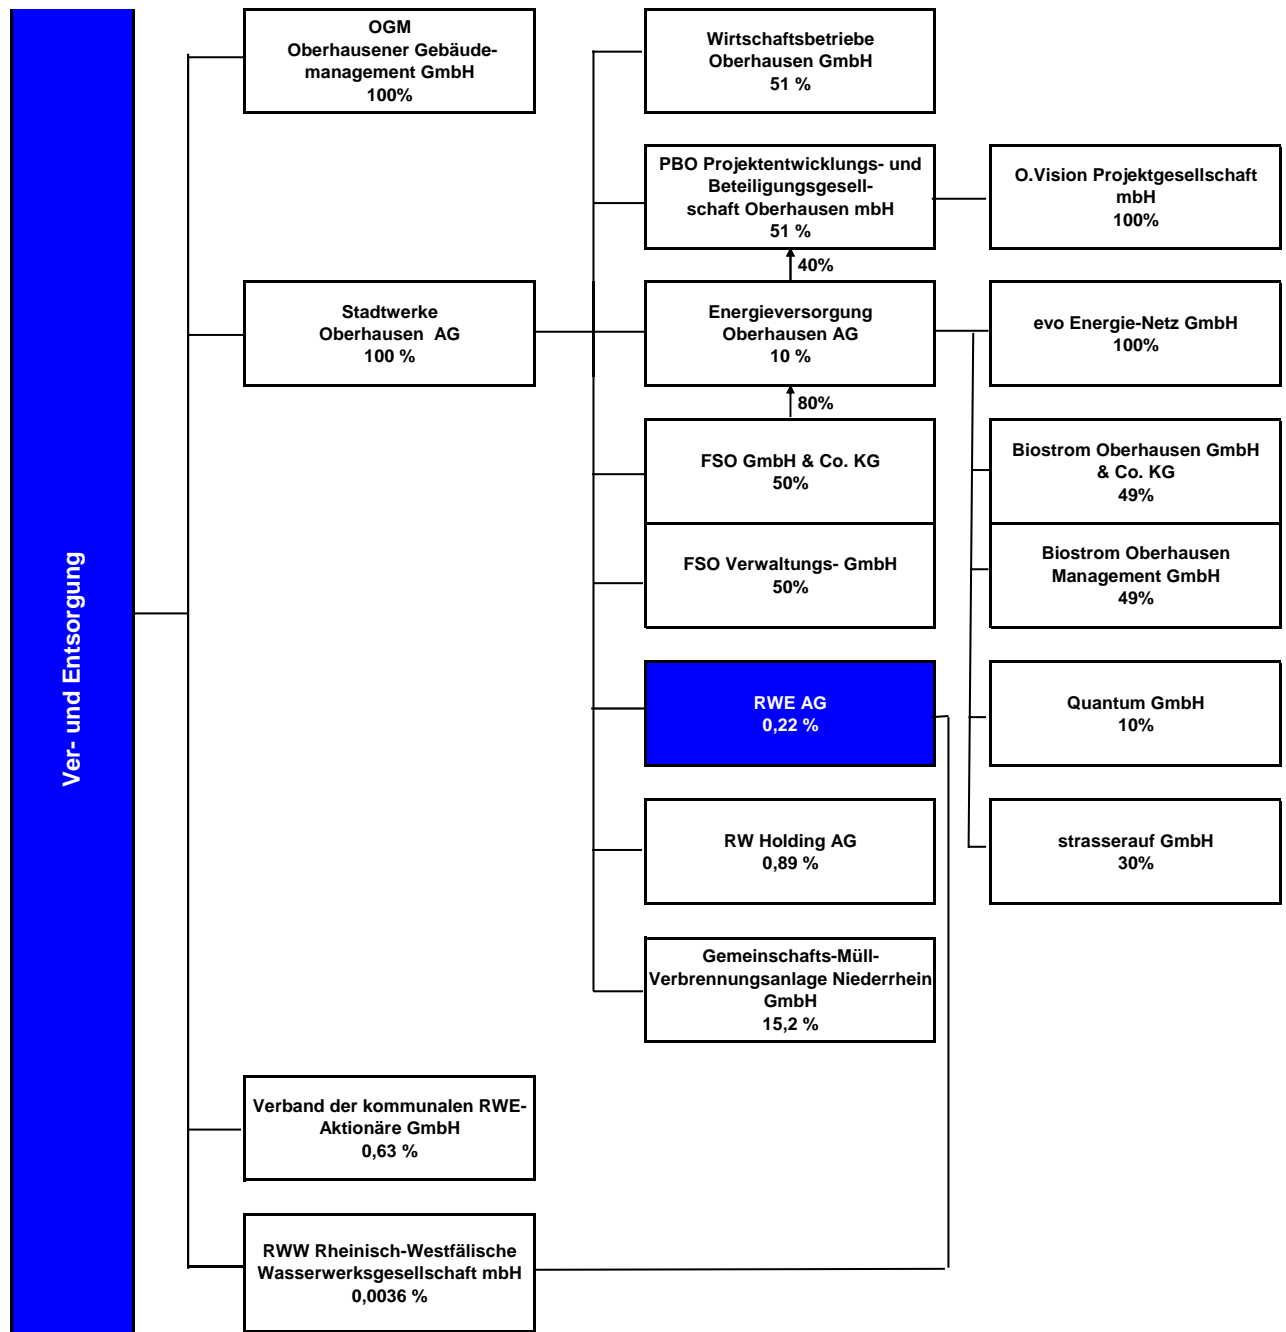 Ver- und Entsorgung
OGM
Oberhausener Gebäude-
management GmbH
100%
Stadtwerke
Oberhausen AG
100 %
Verband der kommunalen RWE-
Aktionäre GmbH
0,63 %
RWW Rheinisch-Westfälische
Wasserwerksgesellschaft mbH
0,0036 %
Wirtschaftsbetriebe
Oberhausen GmbH
51 %
PBO Projektentwicklungs- und
Beteiligungsgesell-
schaft Oberhausen mbH
51 %
40%
Energieversorgung
Oberhausen AG
10 %
80%
FSO GmbH & Co. KG
50%
FSO Verwaltungs- GmbH
50%
RWE AG
0,22 %
RW Holding AG
0,89 %
Gemeinschafts-Müll-
Verbrennungsanlage Niederrhein
GmbH
15,2 %
O.Vision Projektgesellschaft
mbH
100%
evo Energie-Netz GmbH
100%
Biostrom Oberhausen GmbH
& Co. KG
49%
Biostrom Oberhausen
Management GmbH
49%
Quantum GmbH
10%
strasserauf GmbH
30%